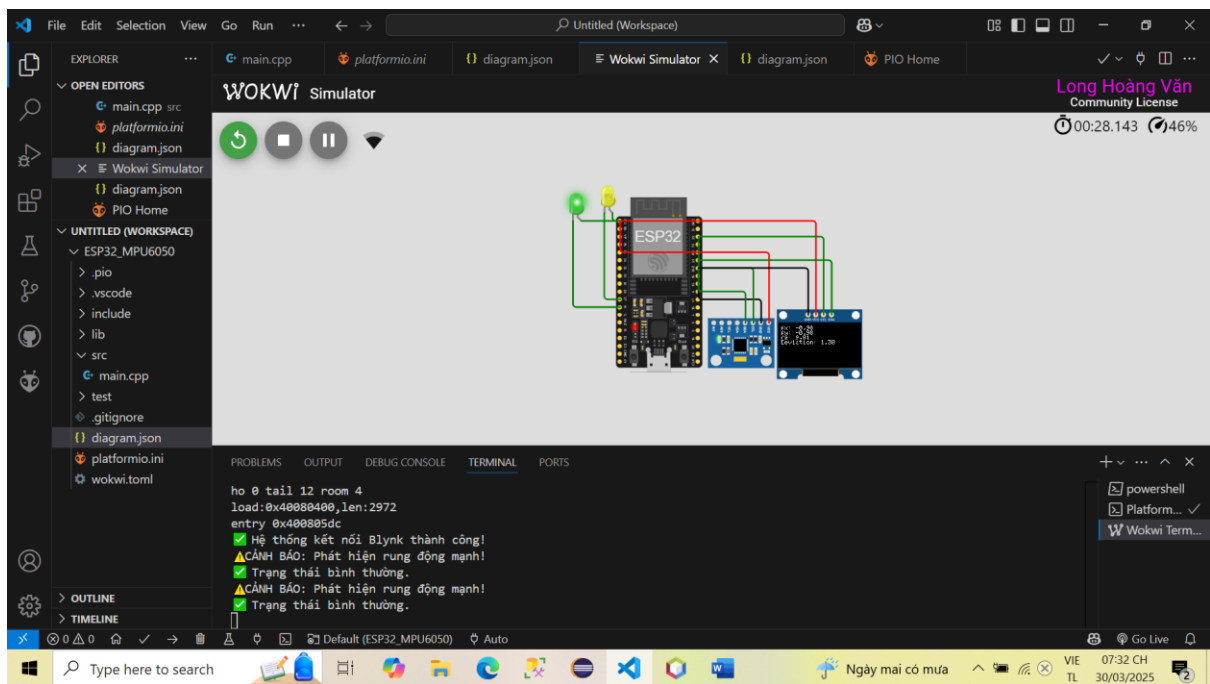 File Edit Selection View Go Run ··· Untitled (Workspace)
EXPLORER ···
OPEN EDITORS
main.cpp src
platformio.ini
{} diagram.json
Wokwi Simulator
{} diagram.json
PIO Home
UNTITLED (WORKSPACE)
ESP32_MPU6050
.pio
.vscode
include
lib
src
main.cpp
test
.gitignore
{} diagram.json
platformio.ini
wokwi.toml
OUTLINE
TIMELINE
main.cpp platformio.ini {} diagram.json Wokwi Simulator {} diagram.json PIO Home
WOKWi Simulator
Long Hoàng Văn
Community License
00:28.143 46%
ESP32
PROBLEMS OUTPUT DEBUG CONSOLE TERMINAL PORTS
ho 0 tail 12 room 4
load:0x40080400,len:2972
entry 0x400805dc
✅ Hệ thống kết nối Blynk thành công!
⚠CẢNH BÁO: Phát hiện rung động mạnh!
✅ Trạng thái bình thường.
⚠CẢNH BÁO: Phát hiện rung động mạnh!
✅ Trạng thái bình thường.
powershell
Platform...
Wokwi Term...
0 0 Default (ESP32_MPU6050) Auto Go Live
Type here to search Ngày mai có mưa VIE 07:32 CH
TL 30/03/2025 2